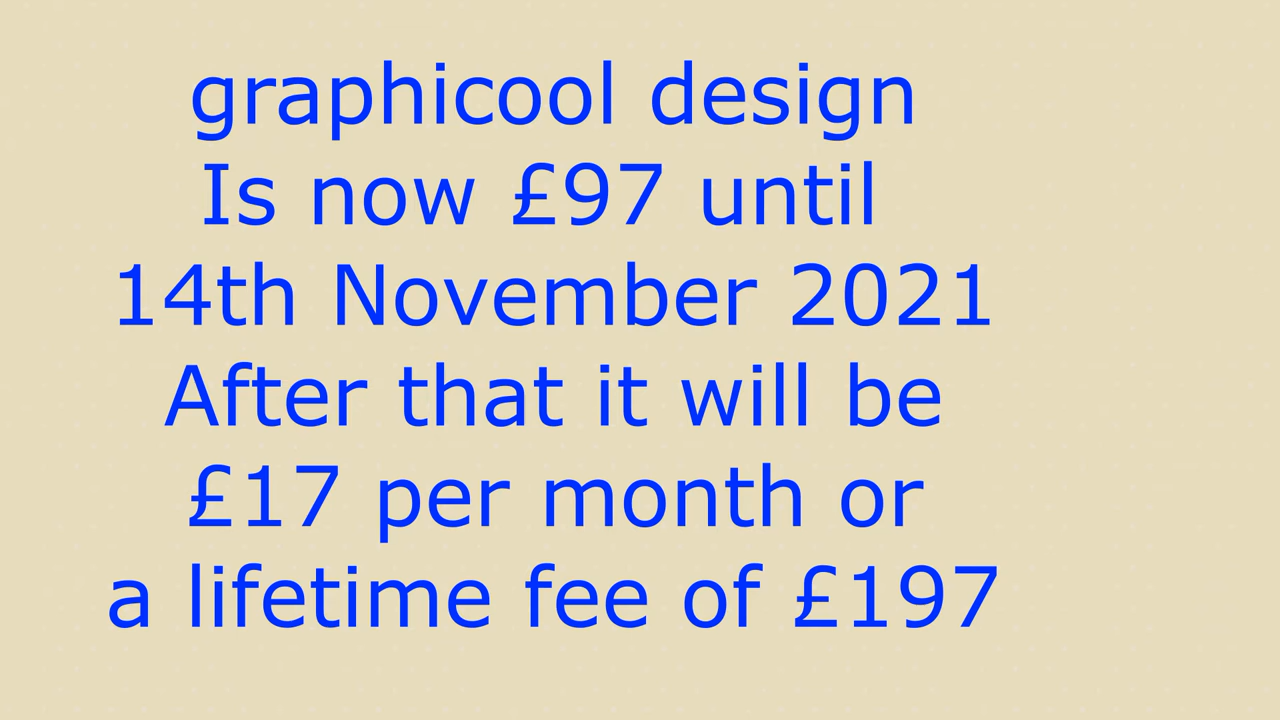 graphicool design
Is now £97 until
14th November 2021
After that it will be
£17 per month or
a lifetime fee of £197